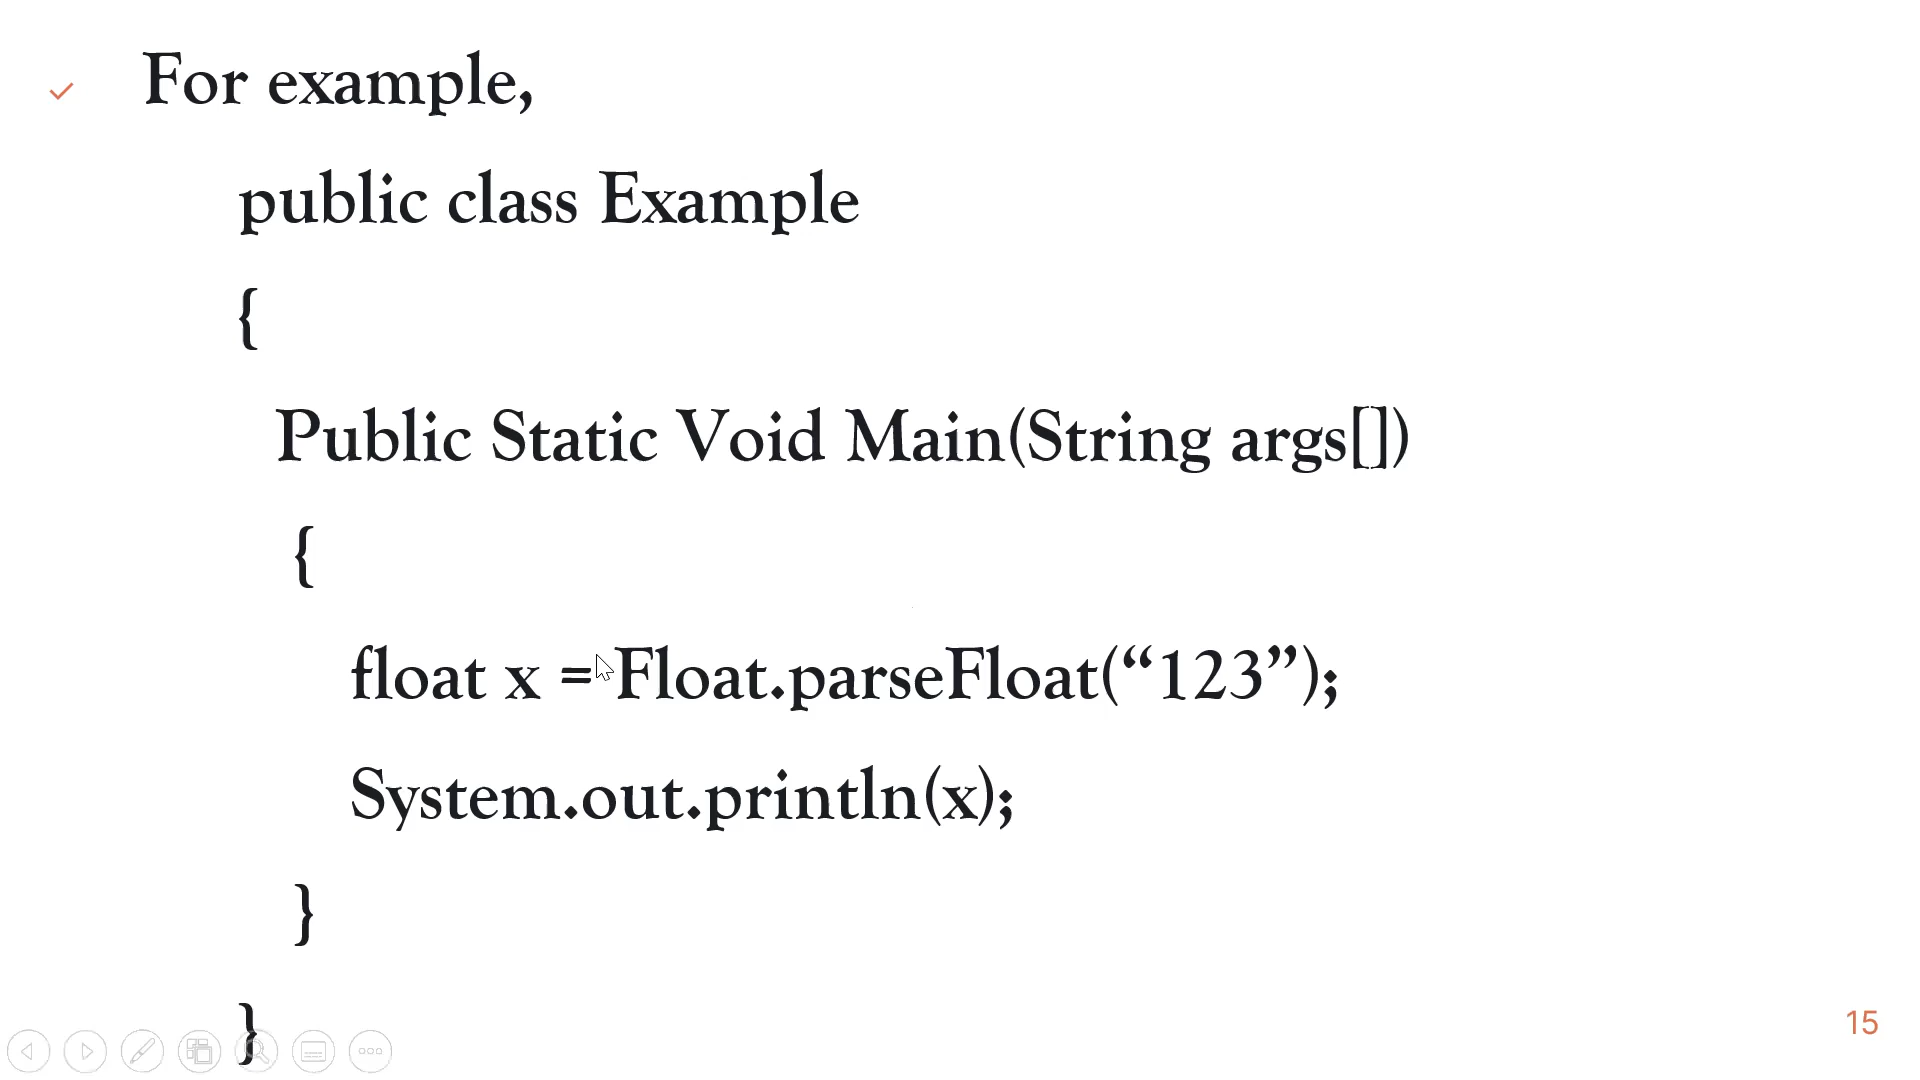 For example,
public class Example
{
Public Static Void Main(String args[])
{
float x = Float.parseFloat(“123”);
System.out.println(x);
}
}
15